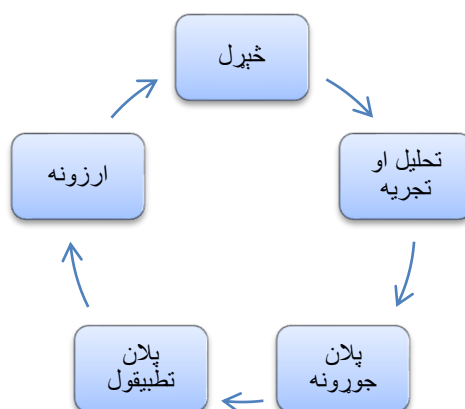 څېړل
تحلیل او
تجریه
پلان
جوړونه
پلان
تطبیقول
ارزونه